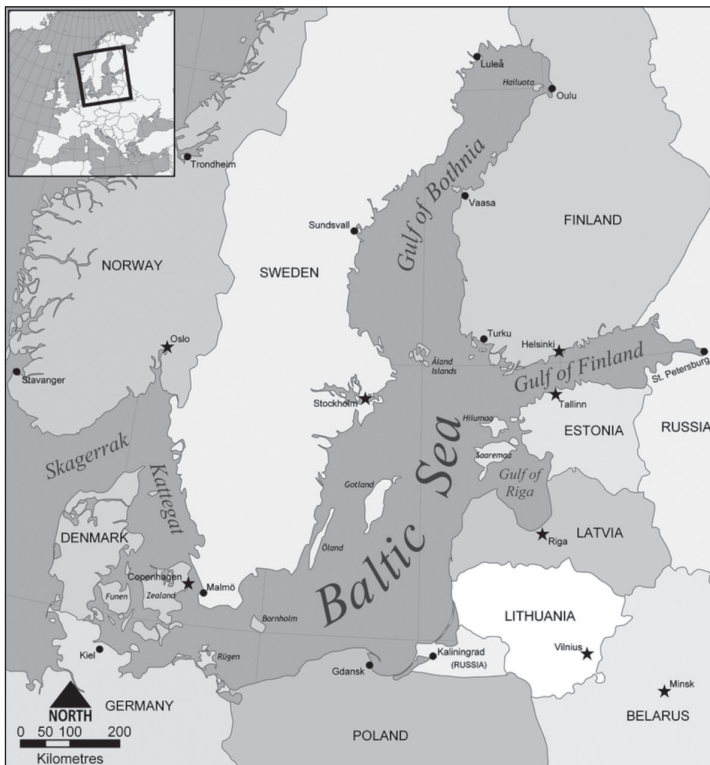 Luleå
Hailuoto
Oulu
Trondheim
Gulf of Bothnia
Vaasa
FINLAND
Sundsvall
NORWAY
SWEDEN
Oslo
Turku
Helsinki
Åland
Islands
Gulf of Finland
St. Petersburg
Stavanger
Stockholm
Tallinn
Hiiumaa
ESTONIA
RUSSIA
Skagerrak
Kattegat
Saaremaa
Gulf of
Riga
Gotland
Baltic Sea
DENMARK
Riga
LATVIA
Öland
Copenhagen
Malmö
Funen
Zealand
Bornholm
LITHUANIA
Kiel
Rügen
Gdansk
Kaliningrad
(RUSSIA)
Vilnius
Minsk
NORTH
GERMANY
POLAND
BELARUS
0 50 100 200
Kilometres